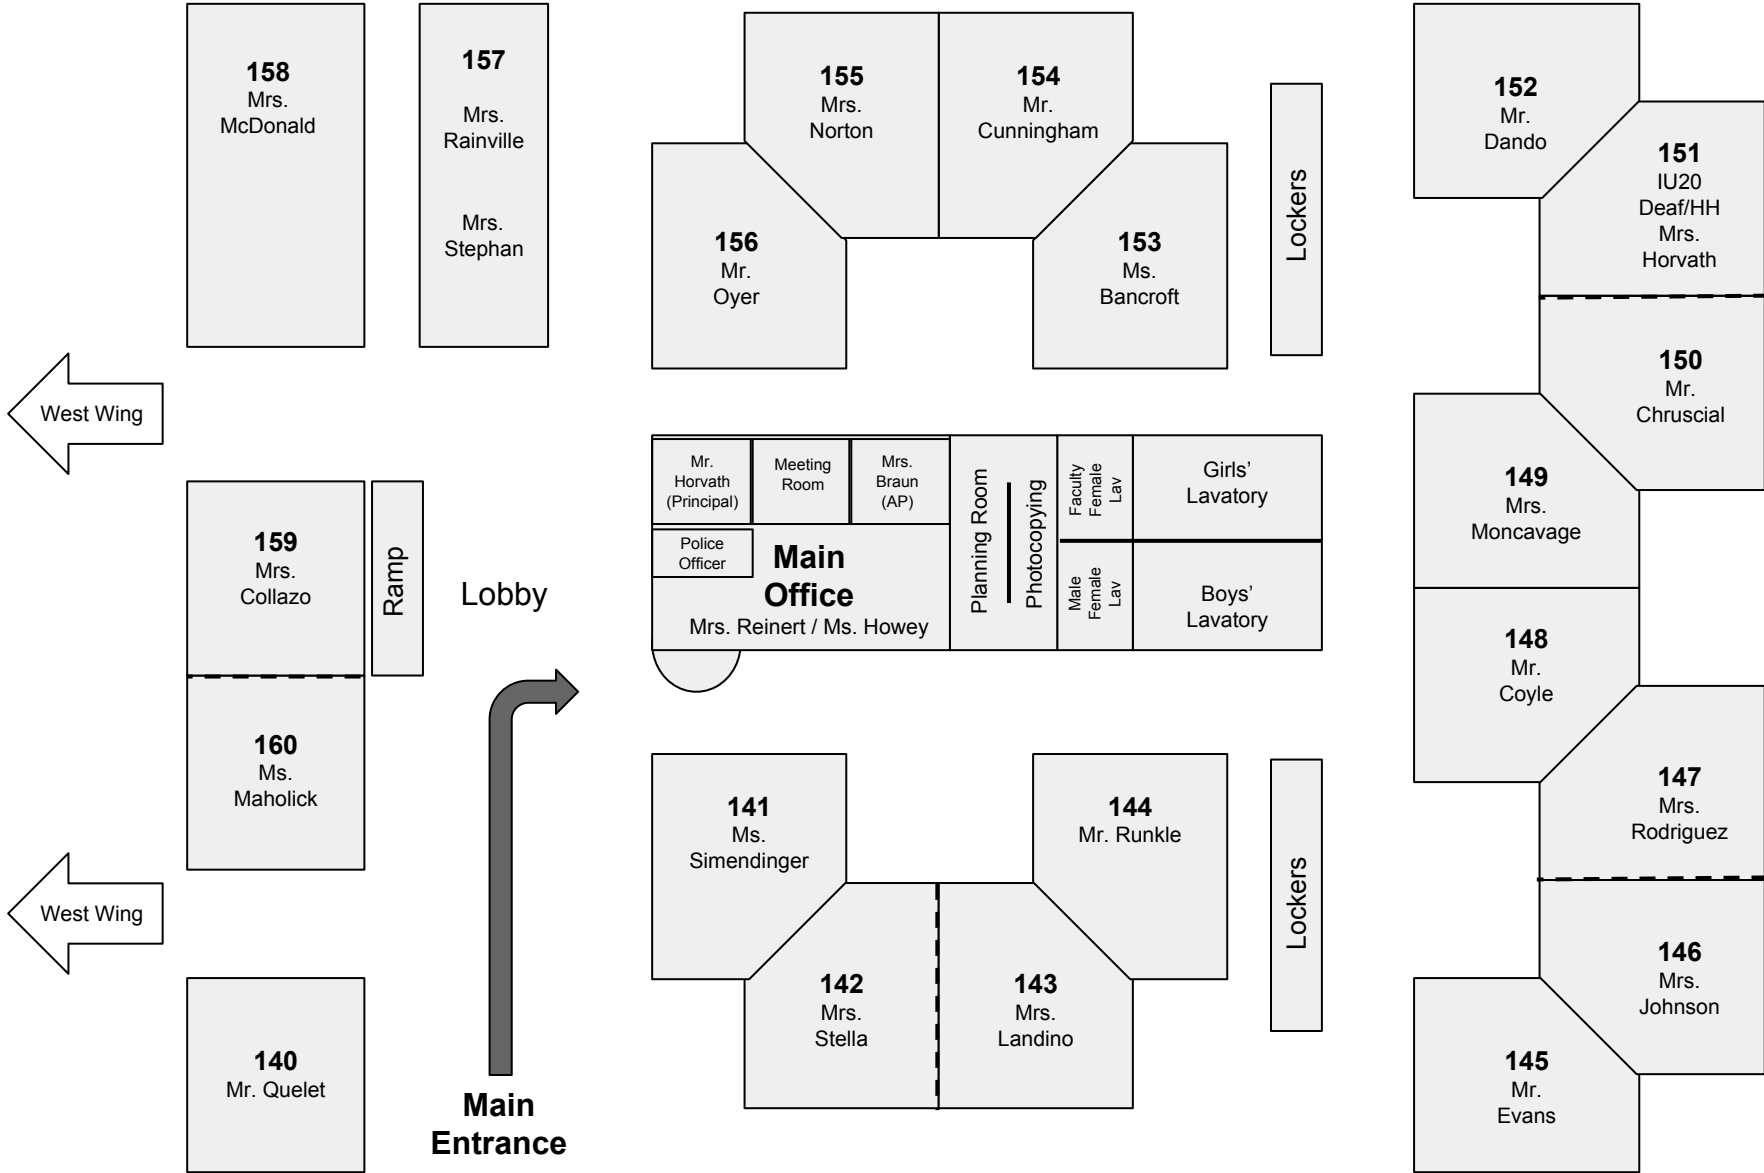 158
Mrs.
McDonald
157
Mrs.
Rainville
Mrs.
Stephan
155
Mrs.
Norton
154
Mr.
Cunningham
156
Mr.
Oyer
153
Ms.
Bancroft
Lockers
152
Mr.
Dando
151
IU20
Deaf/HH
Mrs.
Horvath
150
Mr.
Chruscial
149
Mrs.
Moncavage
148
Mr.
Coyle
147
Mrs.
Rodriguez
146
Mrs.
Johnson
145
Mr.
Evans
West Wing
159
Mrs.
Collazo
Ramp
Lobby
160
Ms.
Maholick
West Wing
140
Mr. Quelet
Main
Entrance
Mr.
Horvath
(Principal)
Meeting
Room
Mrs.
Braun
(AP)
Police
Officer
Main
Office
Mrs. Reinert / Ms. Howey
Planning Room
Photocopying
Faculty
Female
Lav
Male
Female
Lav
Girls’
Lavatory
Boys’
Lavatory
141
Ms.
Simendinger
142
Mrs.
Stella
143
Mrs.
Landino
144
Mr. Runkle
Lockers